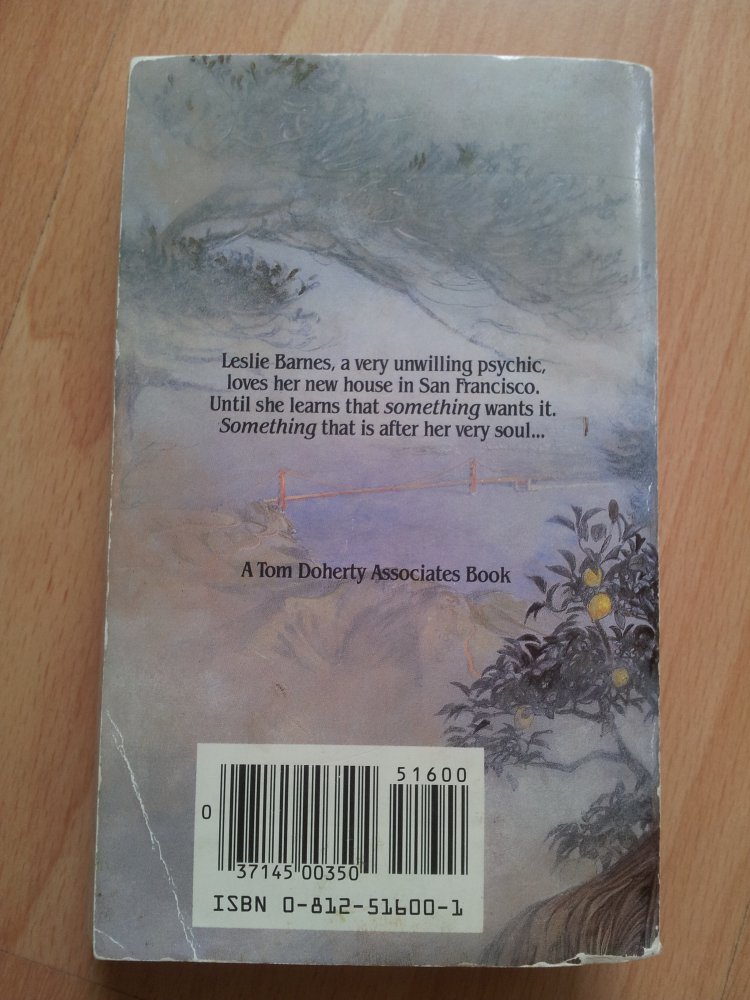 Leslie Barnes, a very unwilling psychic,
loves her new house in San Francisco.
Until she learns that something wants it.
Something that is after her very soul...
A Tom Doherty Associates Book
51600
0
37145 00350
ISBN 0-812-51600-1